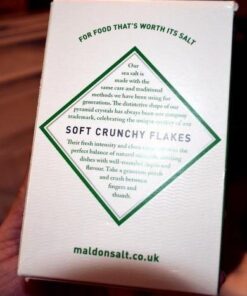 FOR FOOD THAT'S WORTH ITS SALT
Our
sea salt is
made with the
same care and traditional
methods we have been using for
generations. The distinctive shape of our
pyramid crystals has always been our
trademark, celebrating the unique
SOFT CRUNCHY FLAKES
Their fresh intensity and clean
perfect balance of natural
dishes with well-rounded
flavour. Take a generous pinch
and crush between
fingers and
thumb.
maldonsalt.co.uk